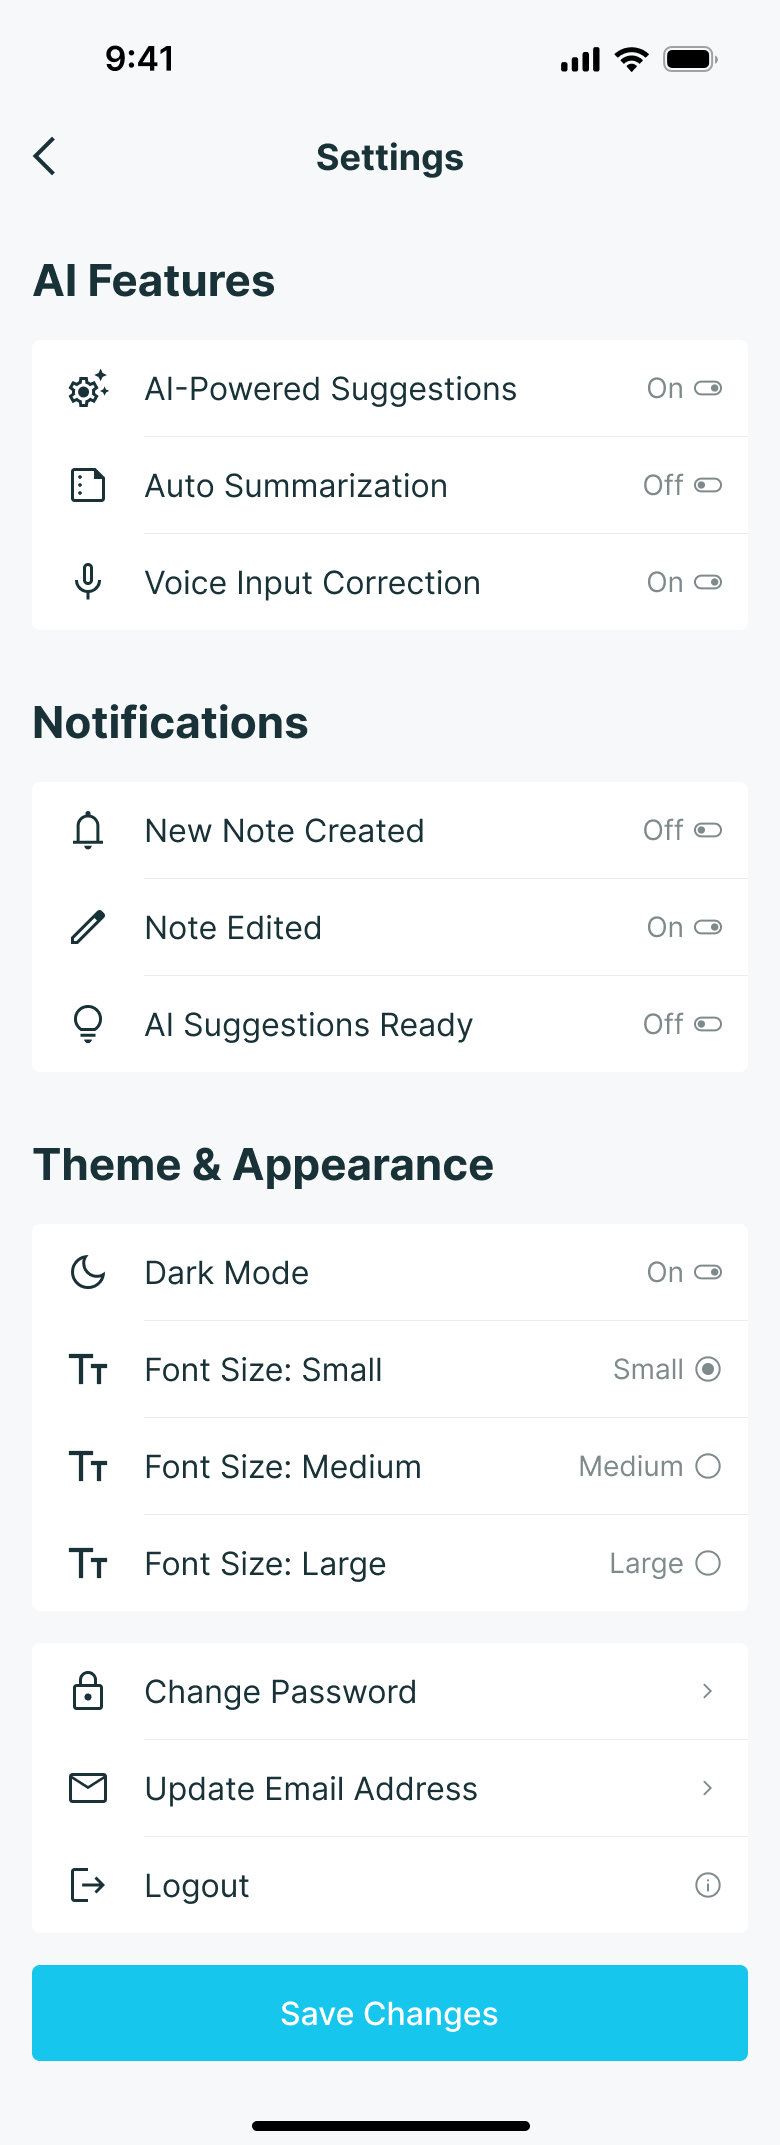 9:41
Settings
AI Features
AI-Powered Suggestions On
Auto Summarization Off
Voice Input Correction On
Notifications
New Note Created Off
Note Edited On
AI Suggestions Ready Off
Theme & Appearance
Dark Mode On
Font Size: Small Small
Font Size: Medium Medium
Font Size: Large Large
Change Password
Update Email Address
Logout
Save Changes